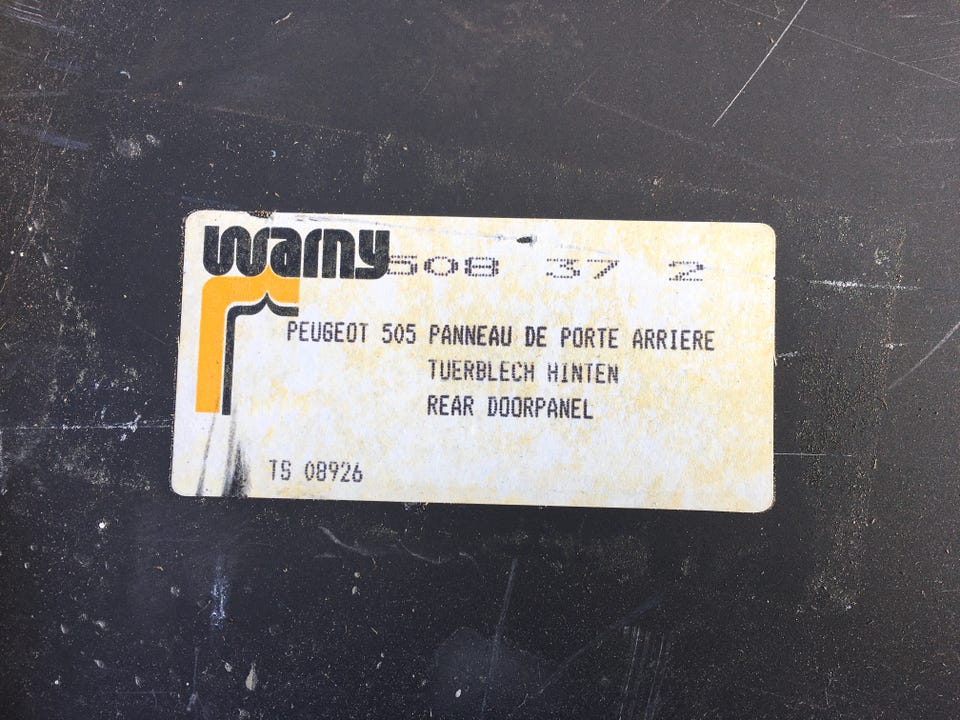 Warny 508 37 2
PEUGEOT 505 PANNEAU DE PORTE ARRIERE
TUERBLECH HINTEN
REAR DOORPANEL
TS 08926